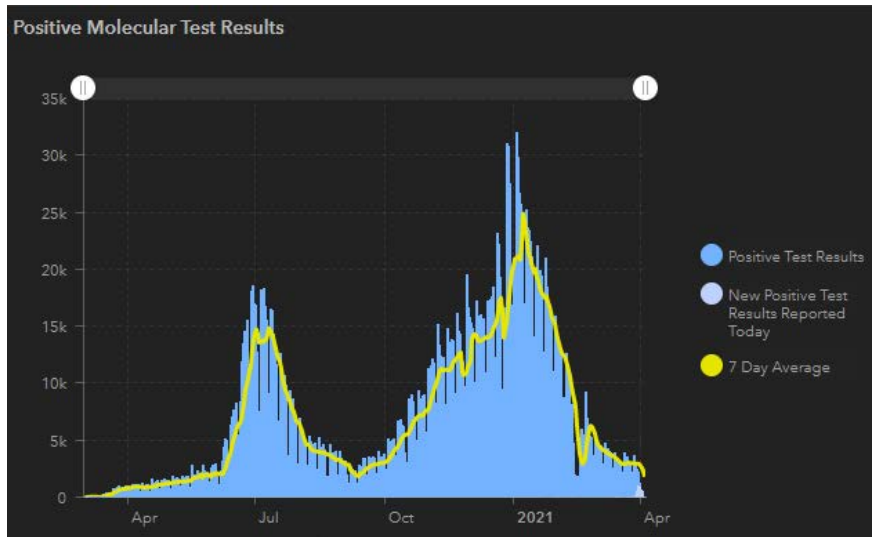 Positive Molecular Test Results
35k
30k
25k
20k
15k
10k
5k
0
Apr
Jul
Oct
2021
Apr
Positive Test Results
New Positive Test
Results Reported
Today
7 Day Average